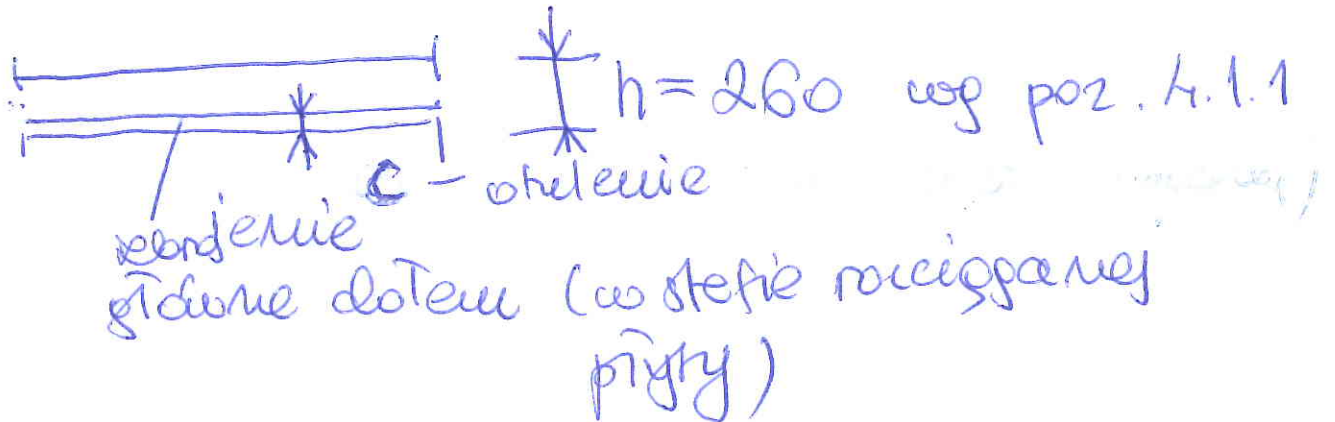 h = 260 wg poz. 4.1.1
c - otulenie
zbrojenie
główne dołem (w strefie rozciąganej
płyty)